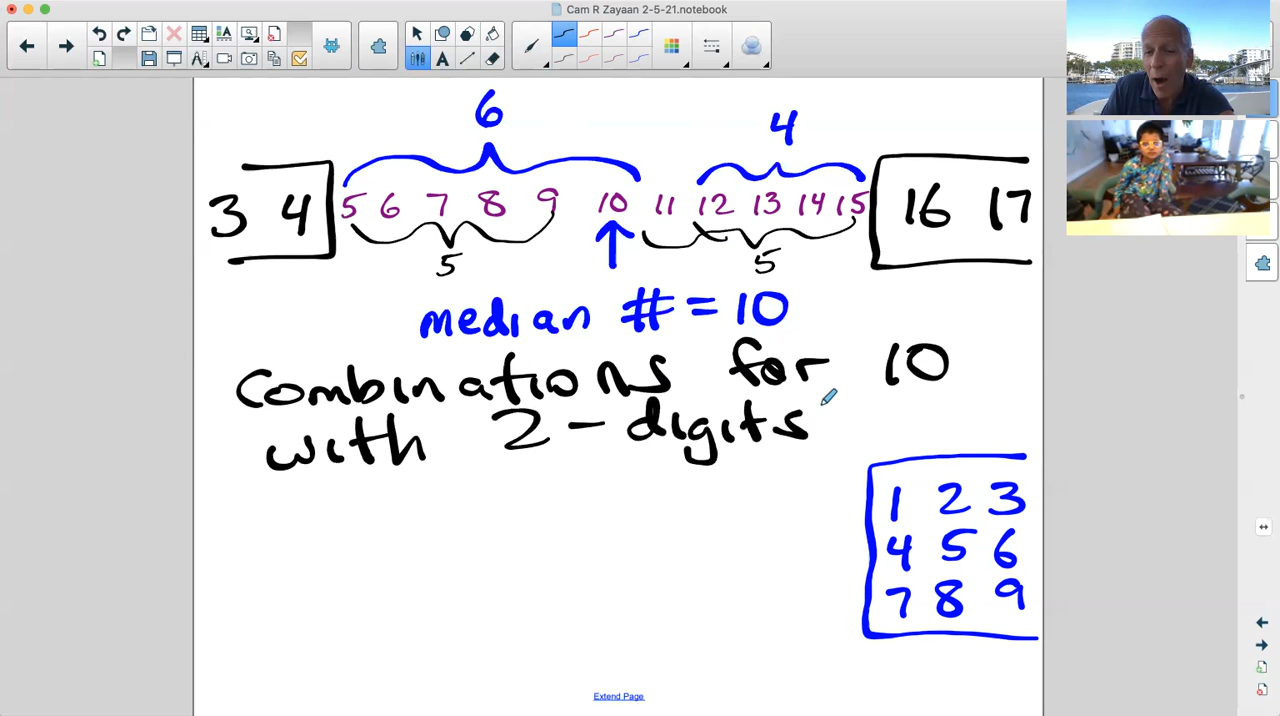 Cam R Zayaan 2-5-21.notebook
6
4
3 4 5 6 7 8 9 10 11 12 13 14 15 16 17
5 5
median # = 10
Combinations for 10
with 2-digits
1 2 3
4 5 6
7 8 9
Extend Page